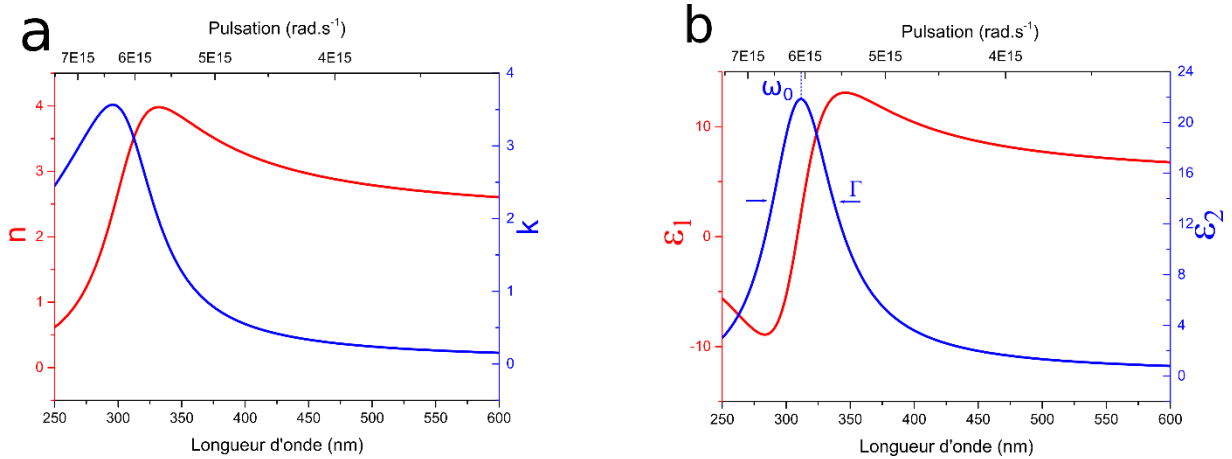 a
Pulsation (rad.s⁻¹)
7E15 6E15 5E15 4E15
4
3
2
1
0
n
4
3
2
1
0
k
250 300 350 400 450 500 550 600
Longueur d'onde (nm)
b
Pulsation (rad.s⁻¹)
7E15 6E15 5E15 4E15
ω₀
Γ
10
0
-10
ε₁
24
20
16
12
8
4
0
ε₂
250 300 350 400 450 500 550 600
Longueur d'onde (nm)